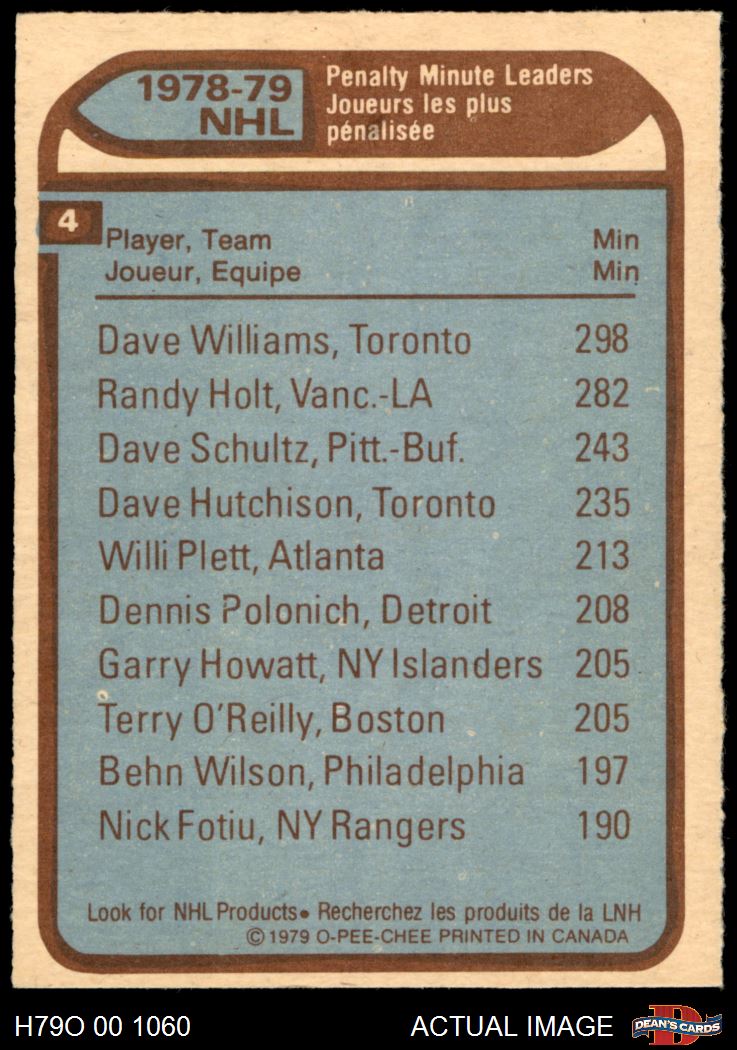 1978-79
NHL
Penalty Minute Leaders
Joueurs les plus
pénalisée
4
Player, Team Min
Joueur, Equipe Min
Dave Williams, Toronto 298
Randy Holt, Vanc.-LA 282
Dave Schultz, Pitt.-Buf. 243
Dave Hutchison, Toronto 235
Willi Plett, Atlanta 213
Dennis Polonich, Detroit 208
Garry Howatt, NY Islanders 205
Terry O'Reilly, Boston 205
Behn Wilson, Philadelphia 197
Nick Fotiu, NY Rangers 190
Look for NHL Products• Recherchez les produits de la LNH
©1979 O-PEE-CHEE PRINTED IN CANADA
H79O 00 1060 ACTUAL IMAGE D DEAN'S CARDS